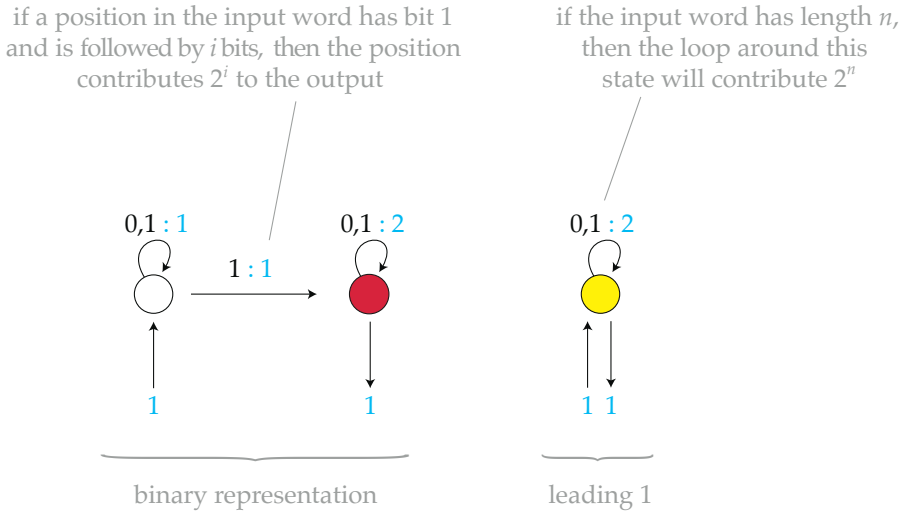 if a position in the input word has bit 1
and is followed by i bits, then the position
contributes 2^i to the output
if the input word has length n,
then the loop around this
state will contribute 2^n
0,1 : 1
1 : 1
0,1 : 2
0,1 : 2
1
1
1 1
binary representation
leading 1